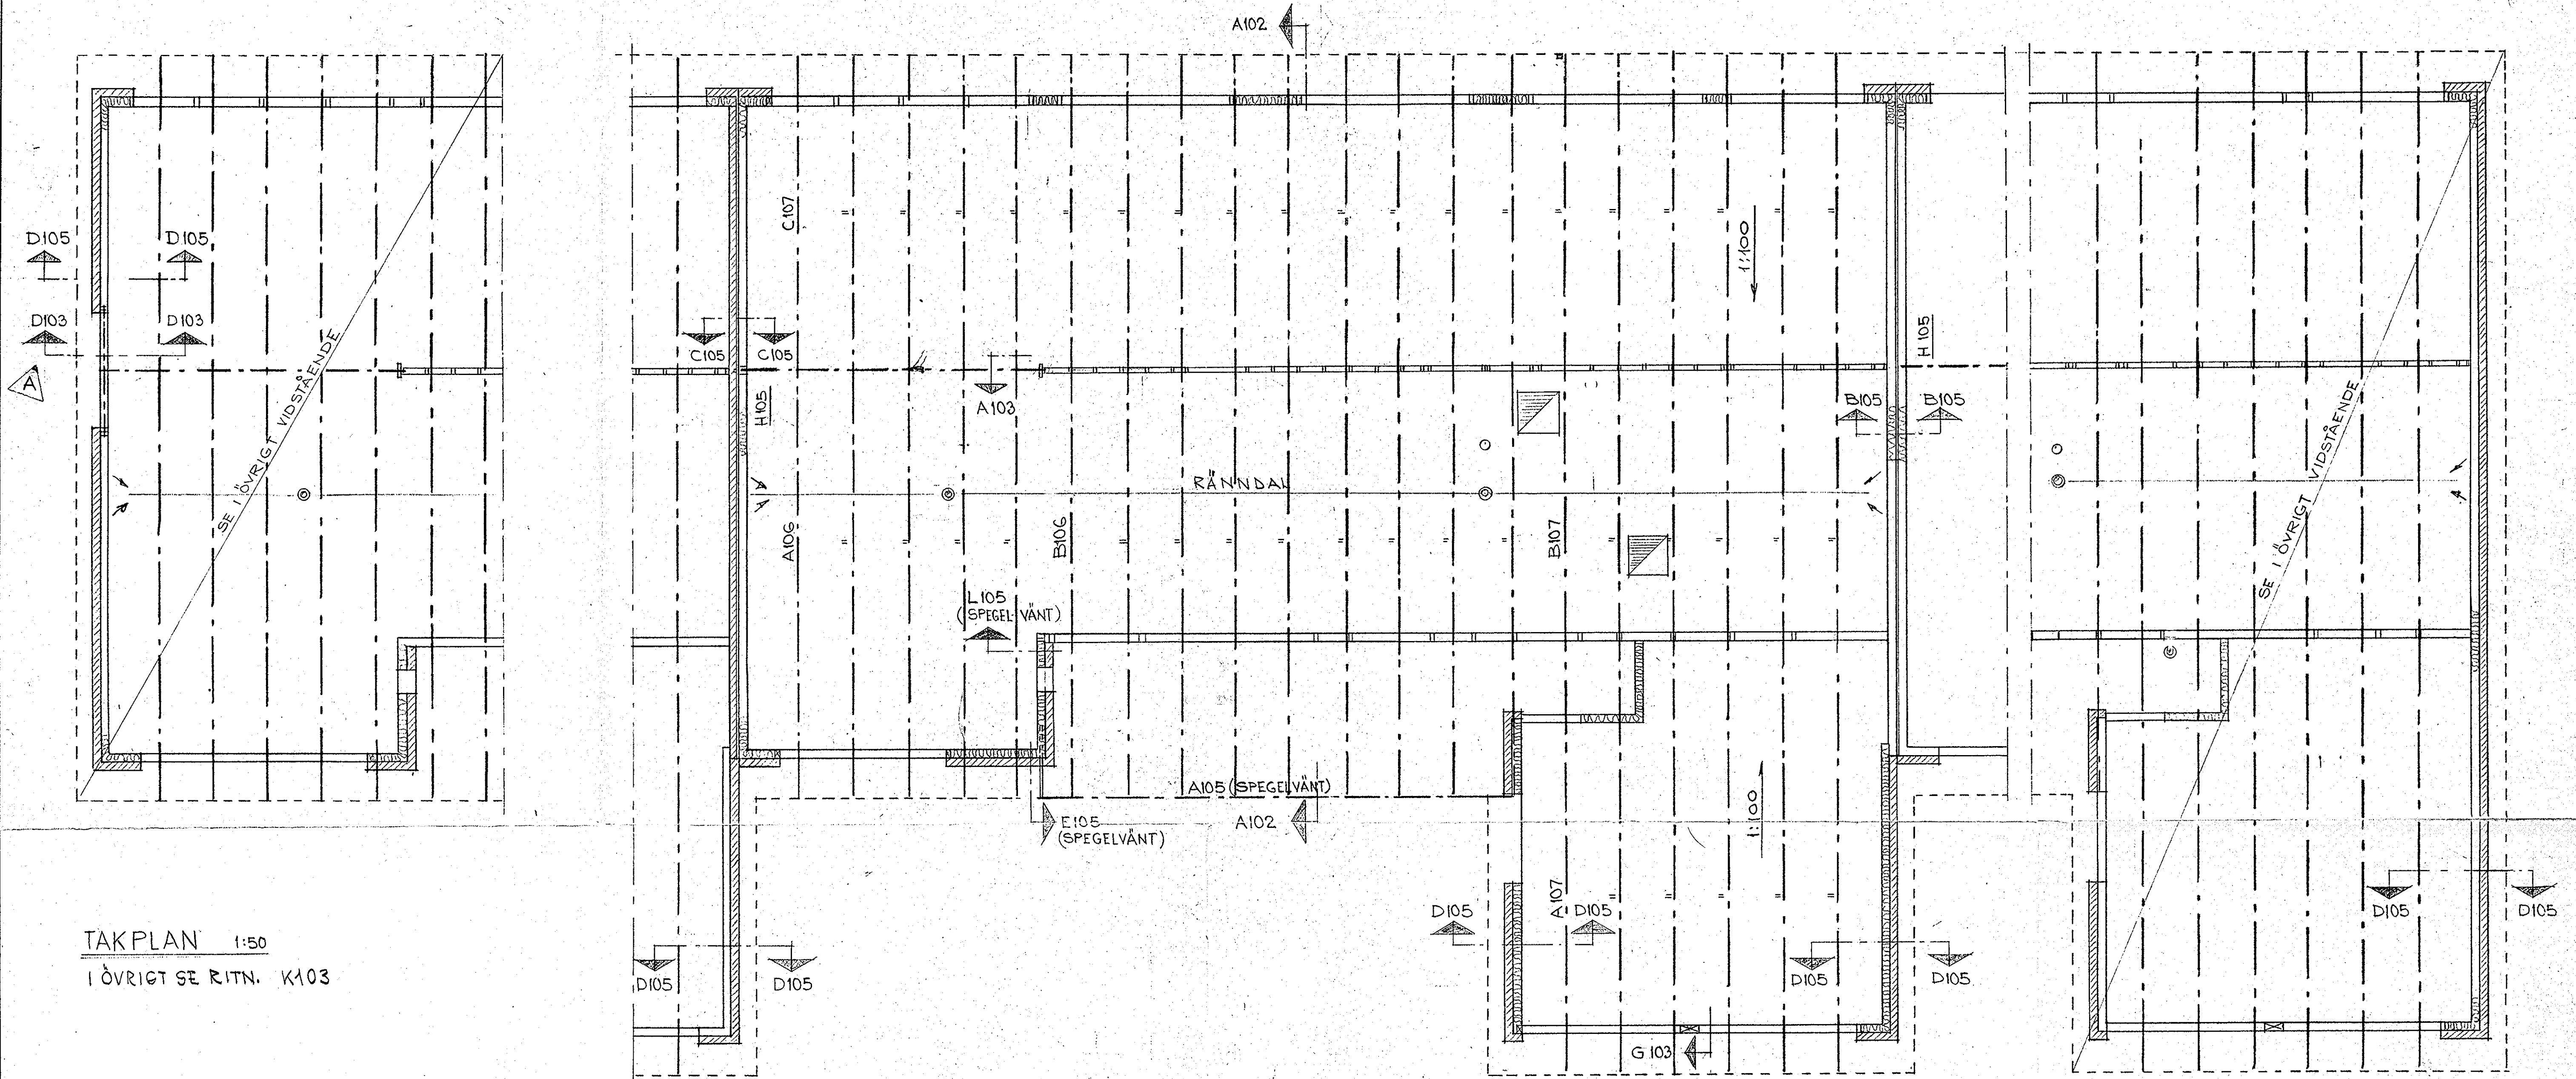 A102
D105 D105
D103 D103
A
SE I ÖVRIGT VIDSTÅENDE
C107
C105 C105
H105
A103
A106
B106
RÄNNDAL
B107
1:100
H105
B105 B105
SE I ÖVRIGT VIDSTÅENDE
L105
(SPEGELVÄNT)
A105 (SPEGELVÄNT)
E105
(SPEGELVÄNT)
A102
1:100
A107
D105 D105
D105 D105
D105 D105
D105 D105
G103
TAKPLAN 1:50
I ÖVRIGT SE RITN. K103